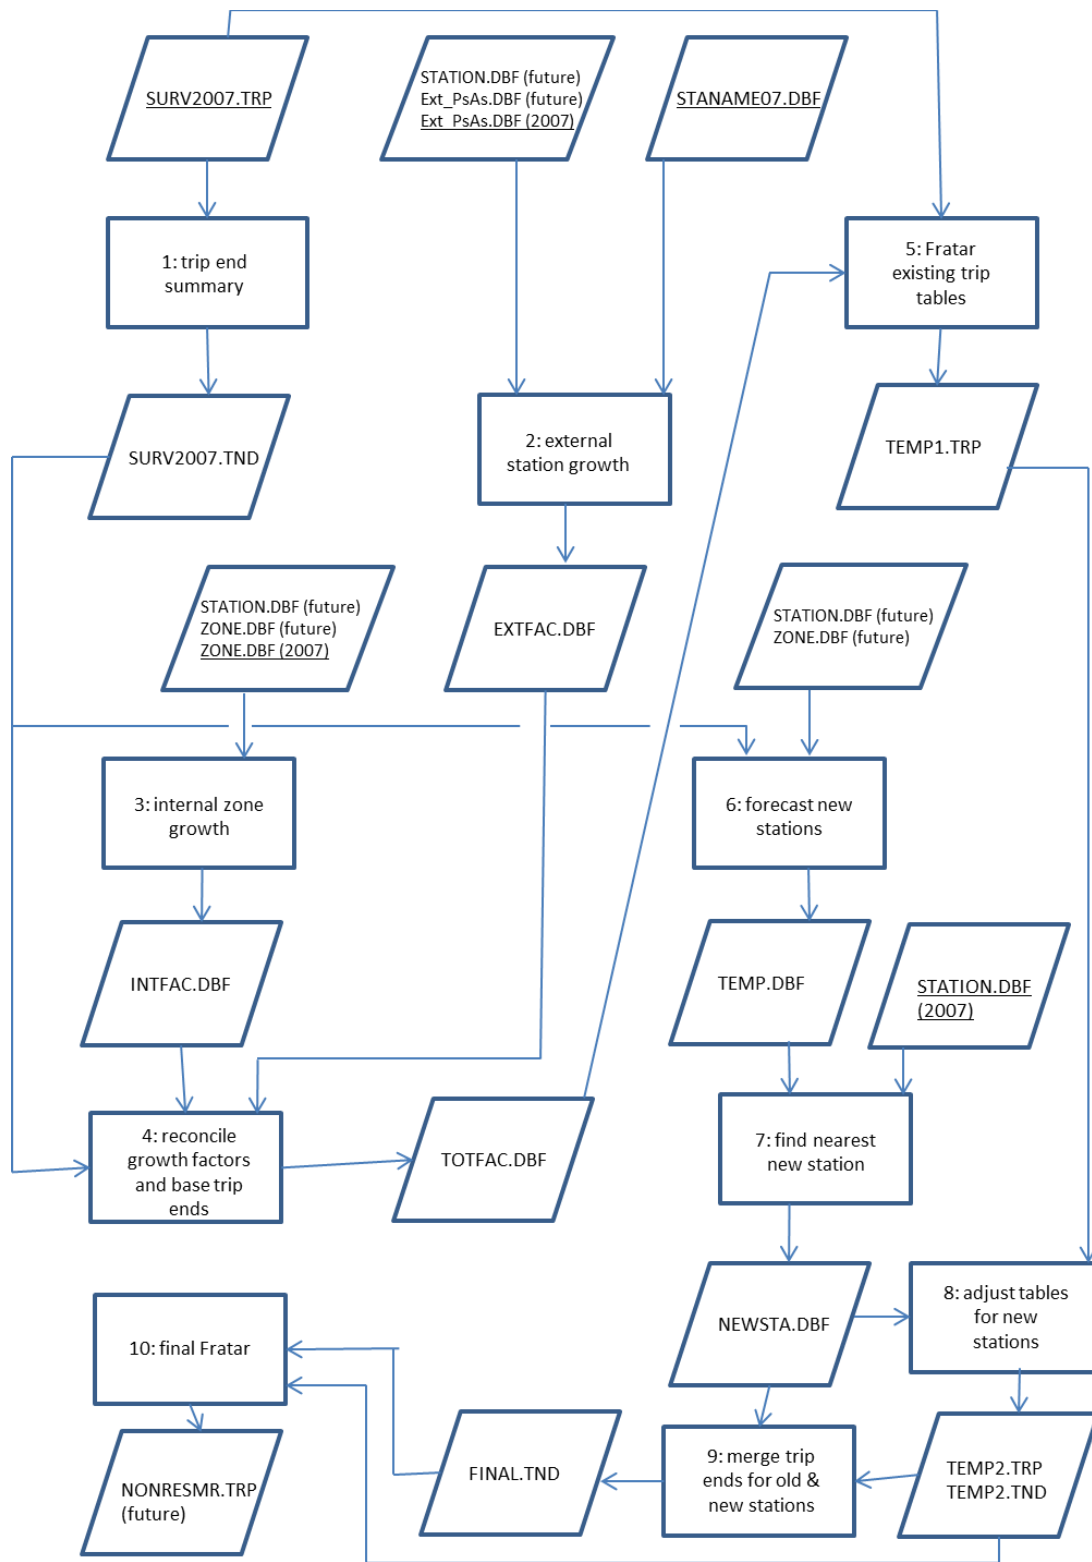 SURV2007.TRP
STATION.DBF (future)
Ext_PsAs.DBF (future)
Ext_PsAs.DBF (2007)
STANAME07.DBF
1: trip end
summary
5: Fratar
existing trip
tables
SURV2007.TND
2: external
station growth
TEMP1.TRP
STATION.DBF (future)
ZONE.DBF (future)
ZONE.DBF (2007)
EXTFAC.DBF
STATION.DBF (future)
ZONE.DBF (future)
3: internal zone
growth
6: forecast new
stations
INTFAC.DBF
TEMP.DBF
STATION.DBF
(2007)
4: reconcile
growth factors
and base trip
ends
TOTFAC.DBF
7: find nearest
new station
NEWSTA.DBF
8: adjust tables
for new
stations
10: final Fratar
NONRESMR.TRP
(future)
FINAL.TND
9: merge trip
ends for old &
new stations
TEMP2.TRP
TEMP2.TND